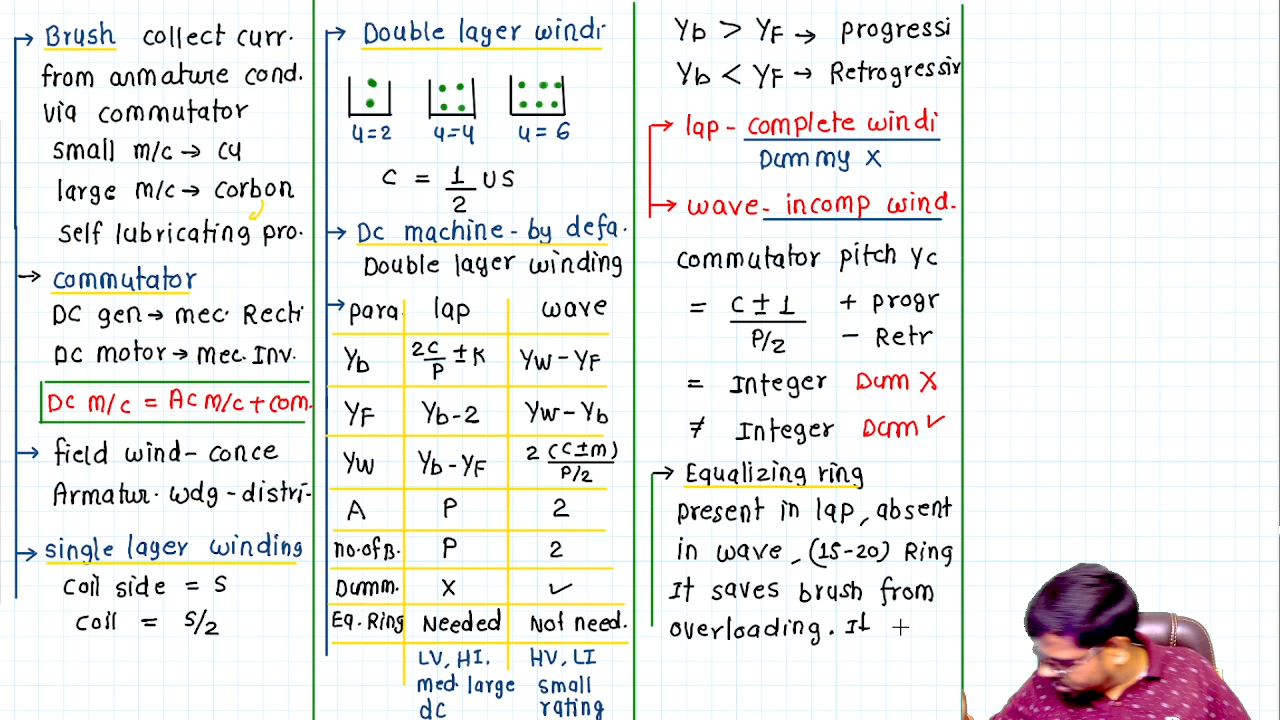 → Brush collect curr.
from armature cond.
via commutator
small m/c → cu
large m/c → corbon
self lubricating pro.
→ commutator
DC gen → mec. Recti
DC motor → mec. Inv.
DC m/c = AC m/c + com.
→ field wind - conce
Armatur. wdg - distri-
→ single layer winding
coil side = S
coil = S/2
→ Double layer windi
u=2 u=4 u=6
C = 1/2 US
→ Dc machine - by defa.
Double layer winding
→ para. lap wave
Yb 2C/P ± K Yw - YF
YF Yb - 2 Yw - Yb
Yw Yb - YF 2 (C±m)/P/2
A P 2
no. of B. P 2
Dumm. X ✓
Eq. Ring Needed Not need.
LV, HI. HV, LI
med. large small
dc rating
Yb > YF → progressi
Yb < YF → Retrogressiv
→ lap - complete windi
Dummy X
→ wave - incomp wind.
commutator pitch Yc
= C ± 1 / P/2 + progr
- Retr
= Integer Dum X
≠ Integer Dum ✓
→ Equalizing ring
present in lap, absent
in wave, (15-20) Ring
It saves brush from
overloading. It +